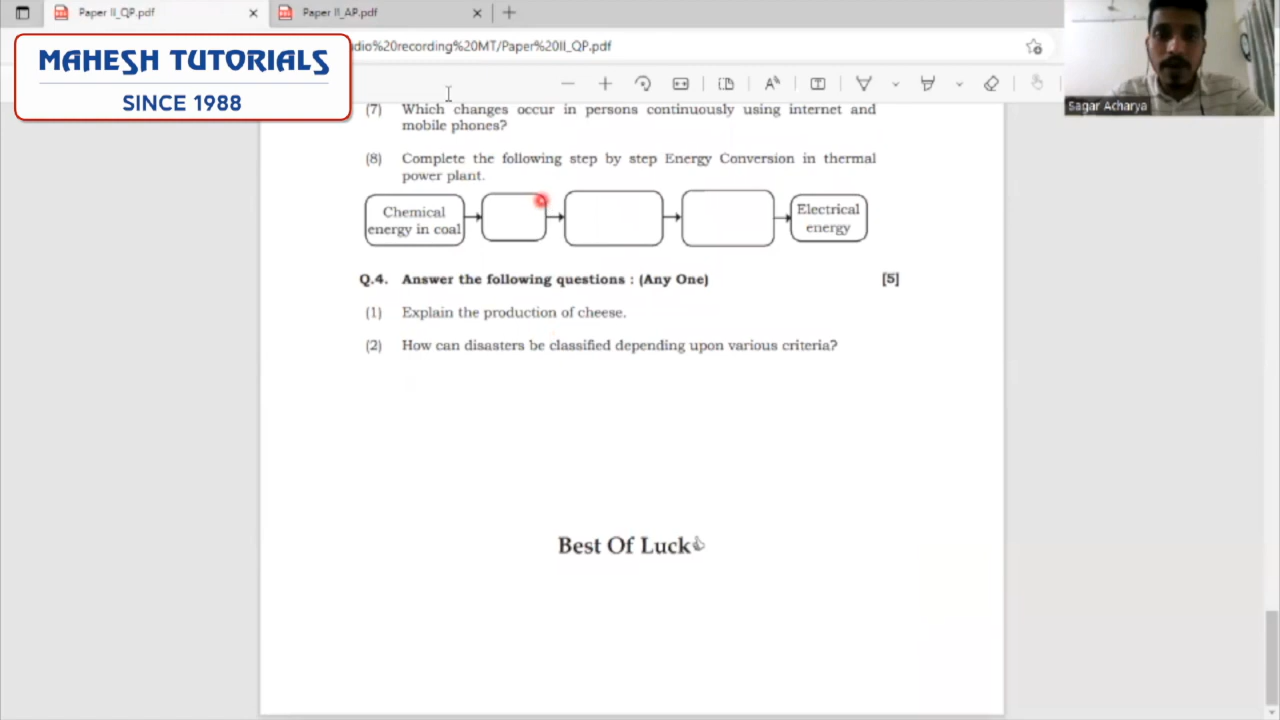 Paper II_QP.pdf
Paper II_AP.pdf
MAHESH TUTORIALS
SINCE 1988
dio%20recording%20MT/Paper%20II_QP.pdf
Sagar Acharya
(7) Which changes occur in persons continuously using internet and
mobile phones?
(8) Complete the following step by step Energy Conversion in thermal
power plant.
Chemical
energy in coal
Electrical
energy
Q.4. Answer the following questions : (Any One) [5]
(1) Explain the production of cheese.
(2) How can disasters be classified depending upon various criteria?
Best Of Luck